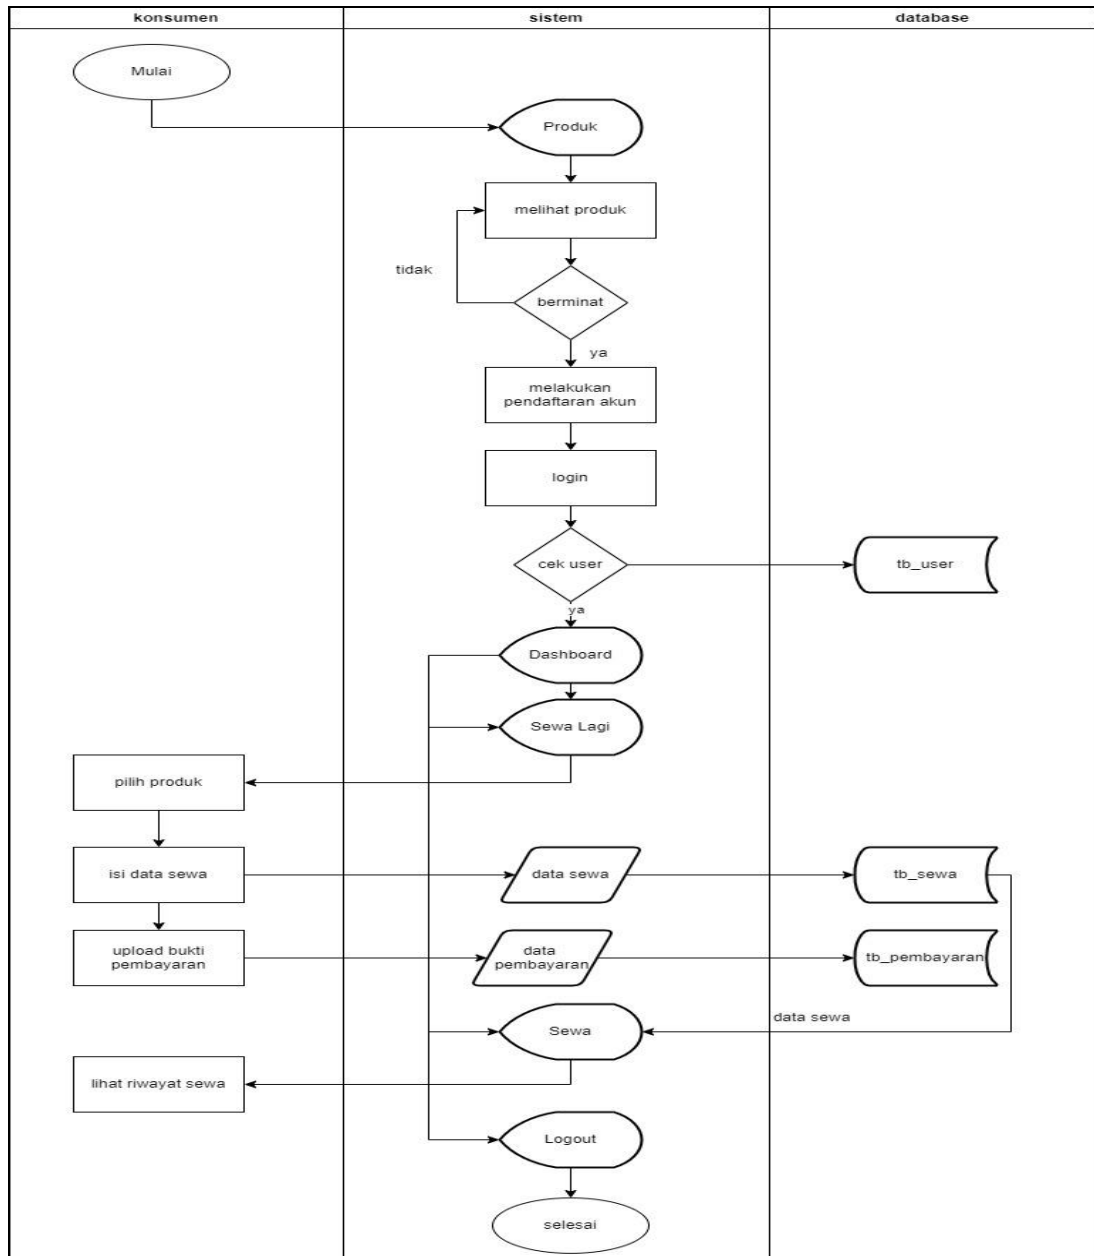 konsumen
sistem
database
Mulai
Produk
melihat produk
tidak
berminat
ya
melakukan
pendaftaran akun
login
cek user
tb_user
ya
Dashboard
Sewa Lagi
pilih produk
isi data sewa
data sewa
tb_sewa
upload bukti
pembayaran
data
pembayaran
tb_pembayaran
data sewa
Sewa
lihat riwayat sewa
Logout
selesai